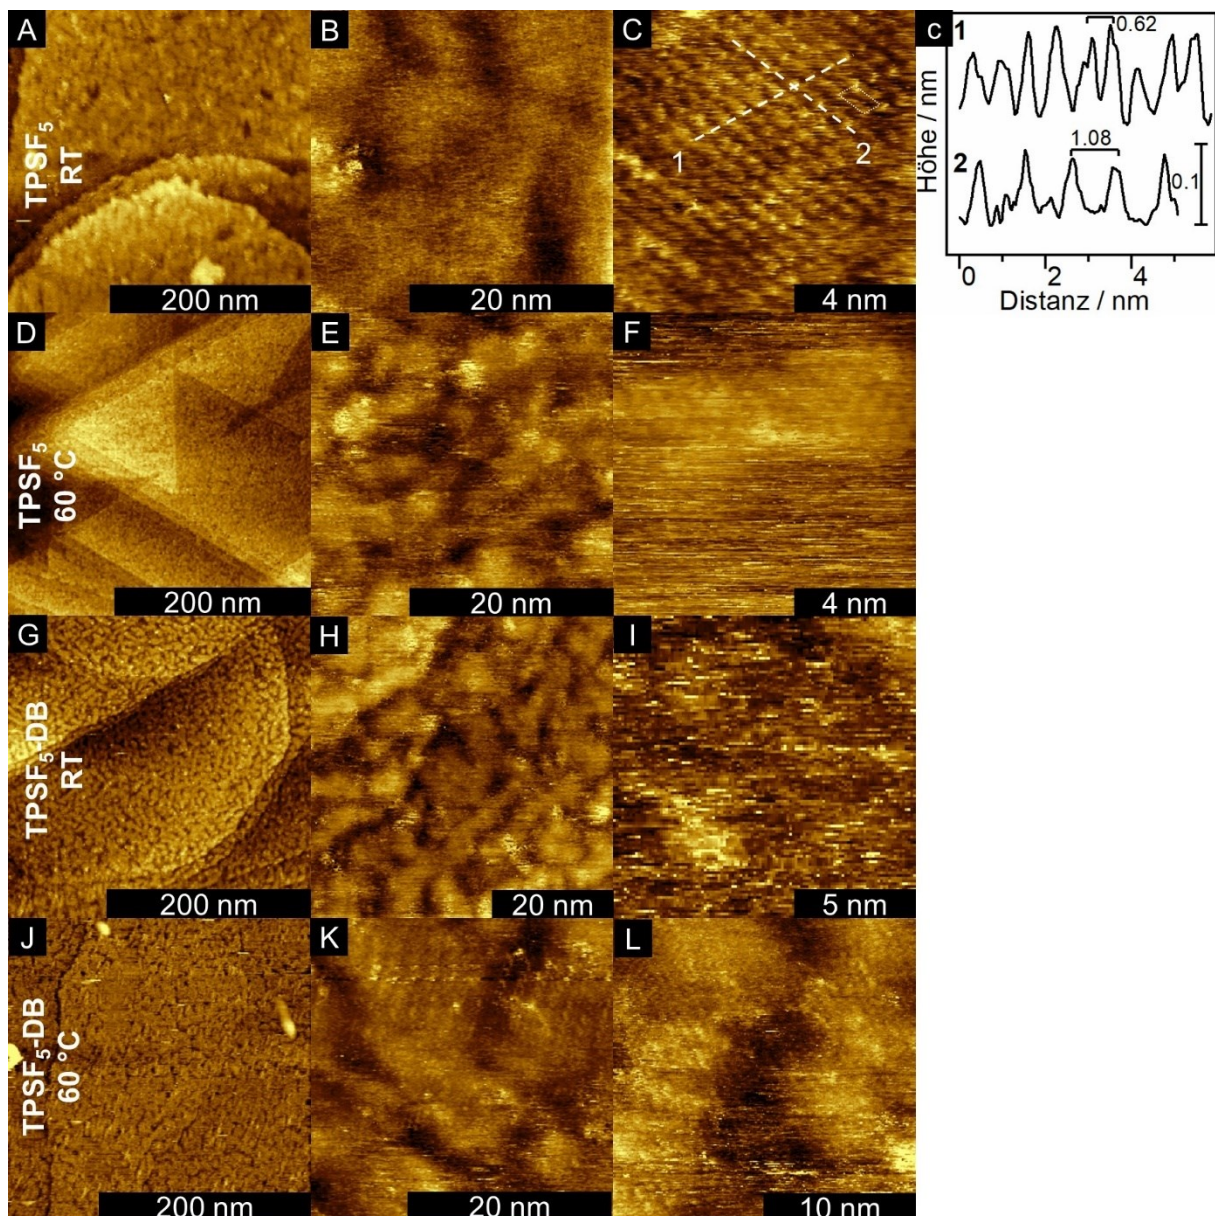 A
B
C
c
TPSF₅
RT
1
2
200 nm
20 nm
4 nm
1
0.62
2
1.08
0.1
Höhe / nm
0
2
4
Distanz / nm
D
E
F
TPSF₅
60 °C
200 nm
20 nm
4 nm
G
H
I
TPSF₅-DB
RT
200 nm
20 nm
5 nm
J
K
L
TPSF₅-DB
60 °C
200 nm
20 nm
10 nm